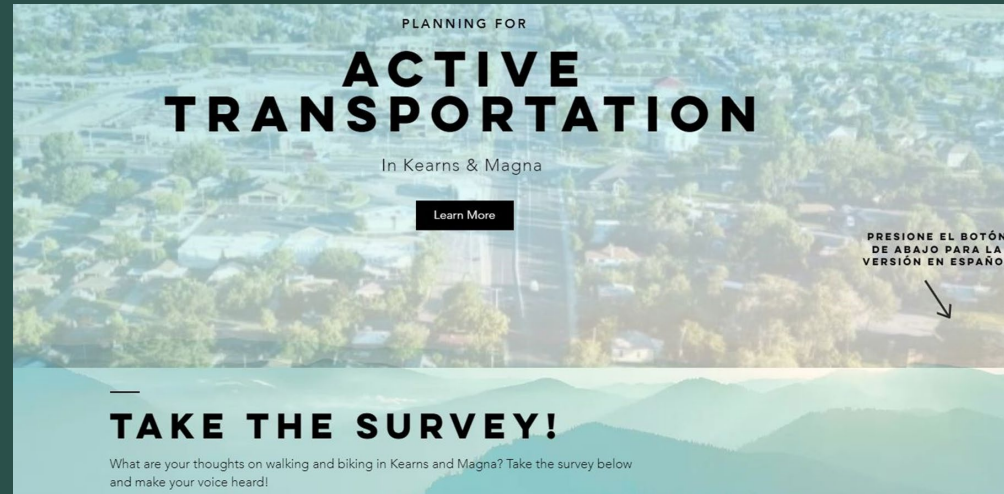 PLANNING FOR
ACTIVE
TRANSPORTATION
In Kearns & Magna
Learn More
PRESIONE EL BOTÓN
DE ABAJO PARA LA
VERSIÓN EN ESPAÑO
TAKE THE SURVEY!
What are your thoughts on walking and biking in Kearns and Magna? Take the survey below
and make your voice heard!